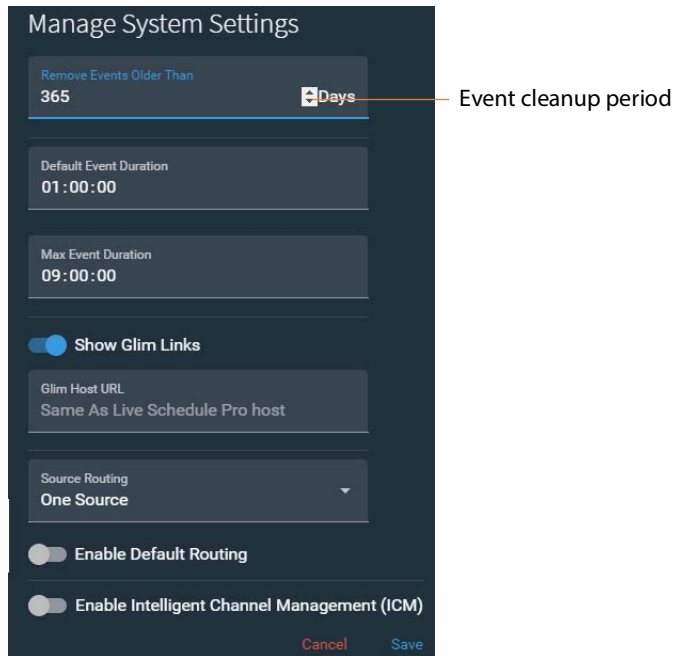 Manage System Settings
Remove Events Older Than
365 Days
Event cleanup period
Default Event Duration
01:00:00
Max Event Duration
09:00:00
Show Glim Links
Glim Host URL
Same As Live Schedule Pro host
Source Routing
One Source
Enable Default Routing
Enable Intelligent Channel Management (ICM)
Cancel Save